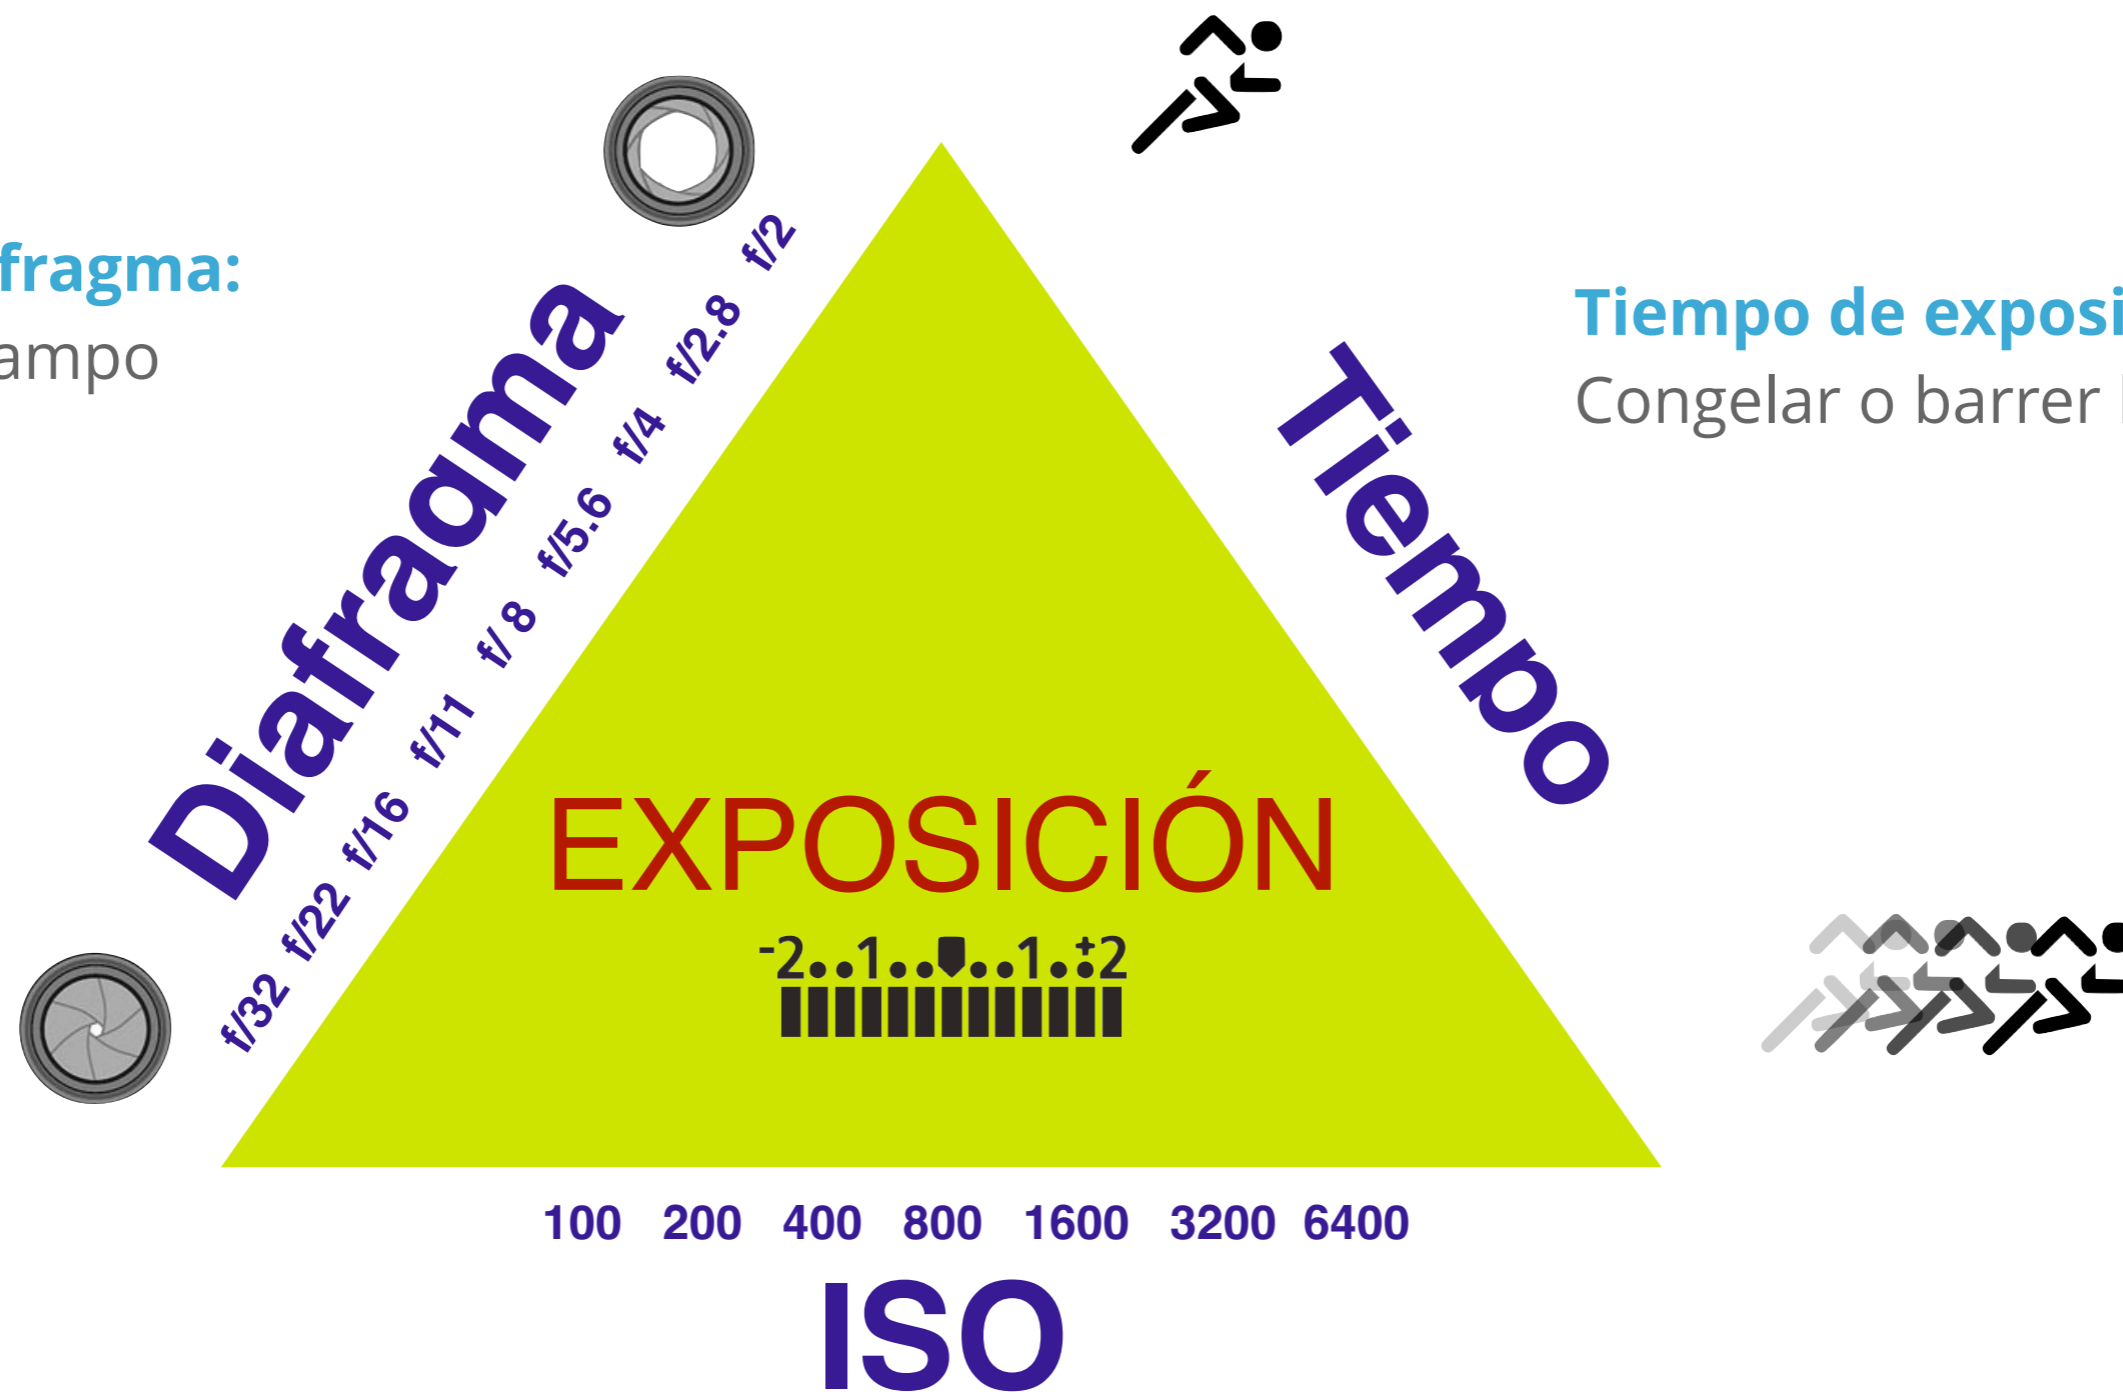 fragma:
ampo
Diafragma
f/32 f/22 f/16 f/11 f/ 8 f/5.6 f/4 f/2.8 f/2
Tiempo
Tiempo de exposi
Congelar o barrer
EXPOSICIÓN
-2..1....1..+2
100 200 400 800 1600 3200 6400
ISO